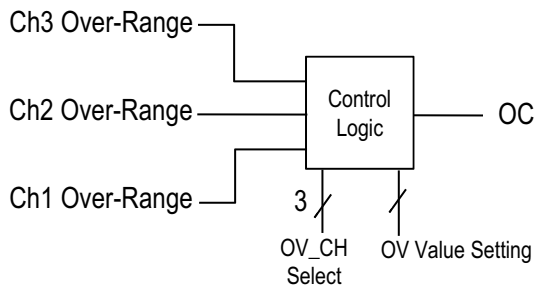 Ch3 Over-Range
Ch2 Over-Range
Ch1 Over-Range
Control
Logic
OC
3
OV_CH
Select
OV Value Setting